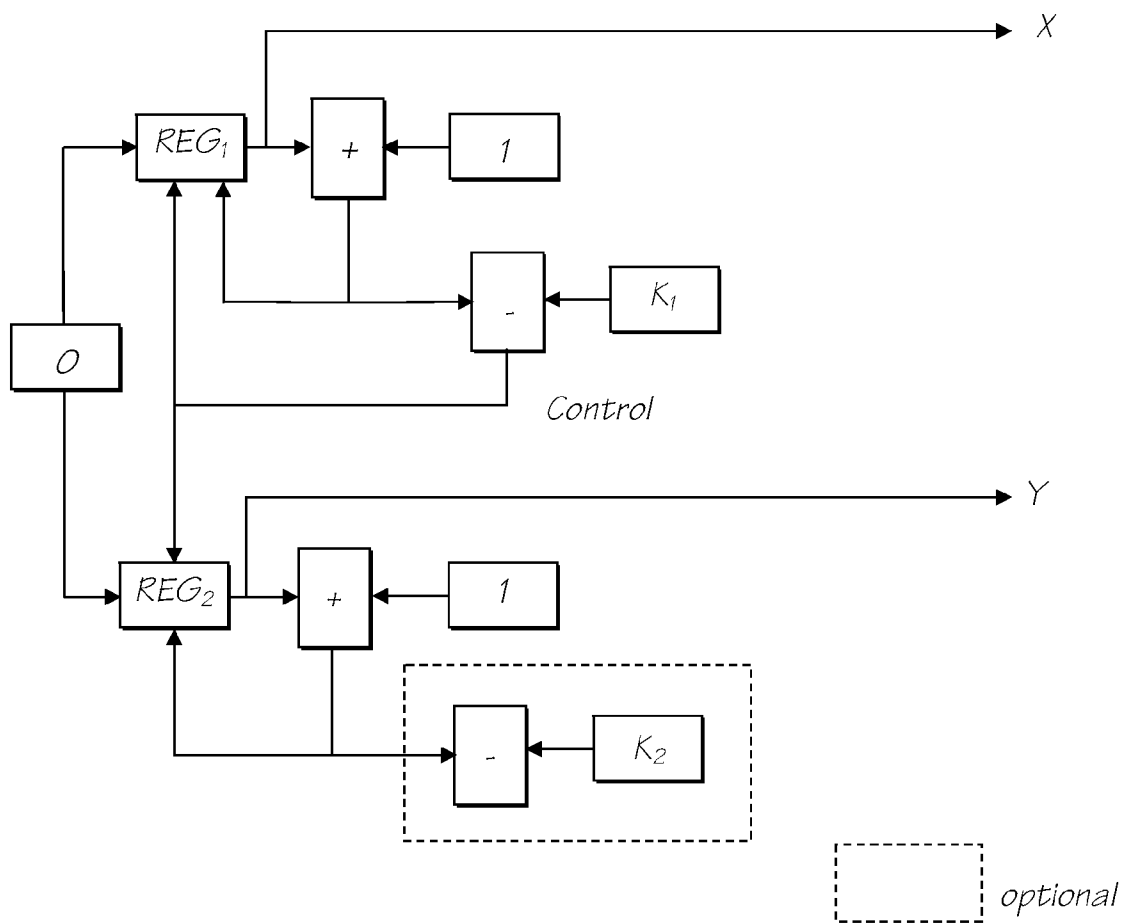 X
REG₁
+
1
-
K₁
0
Control
Y
REG₂
+
1
-
K₂
optional